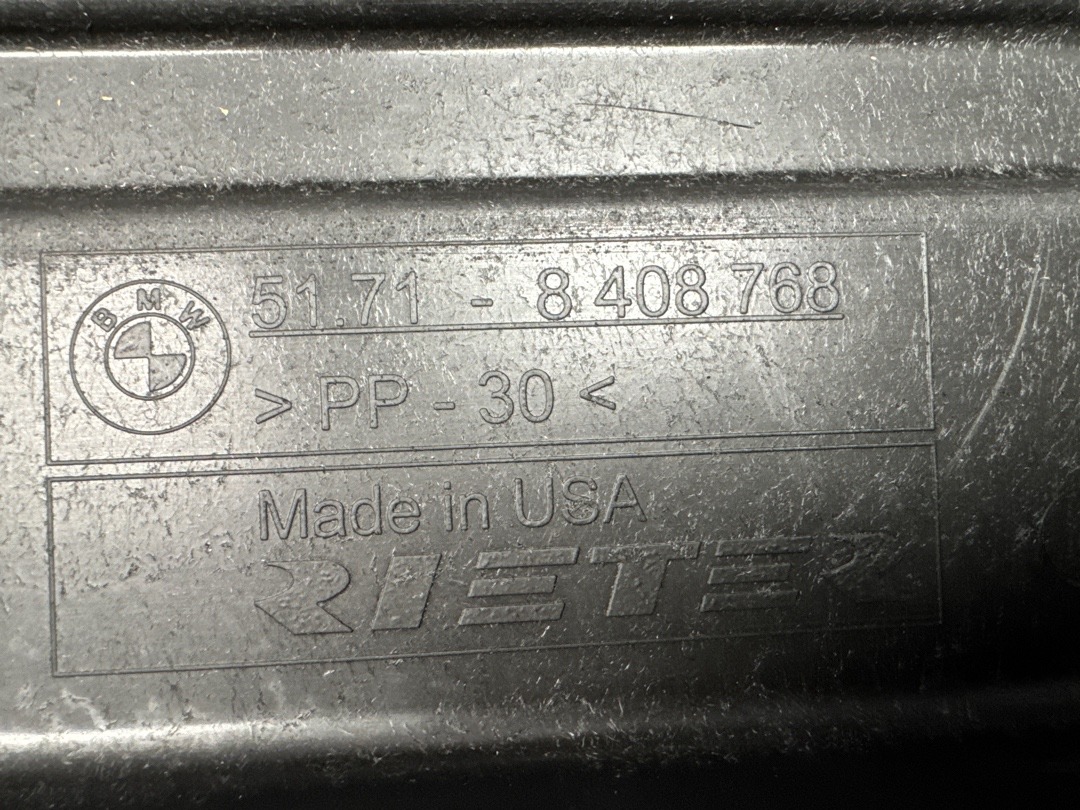 BMW
51.71 - 8 408 768
> PP - 30 <
Made in USA
RIETER